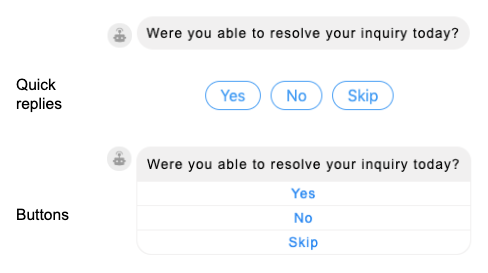 Were you able to resolve your inquiry today?
Quick
replies
Yes No Skip
Were you able to resolve your inquiry today?
Buttons
Yes
No
Skip